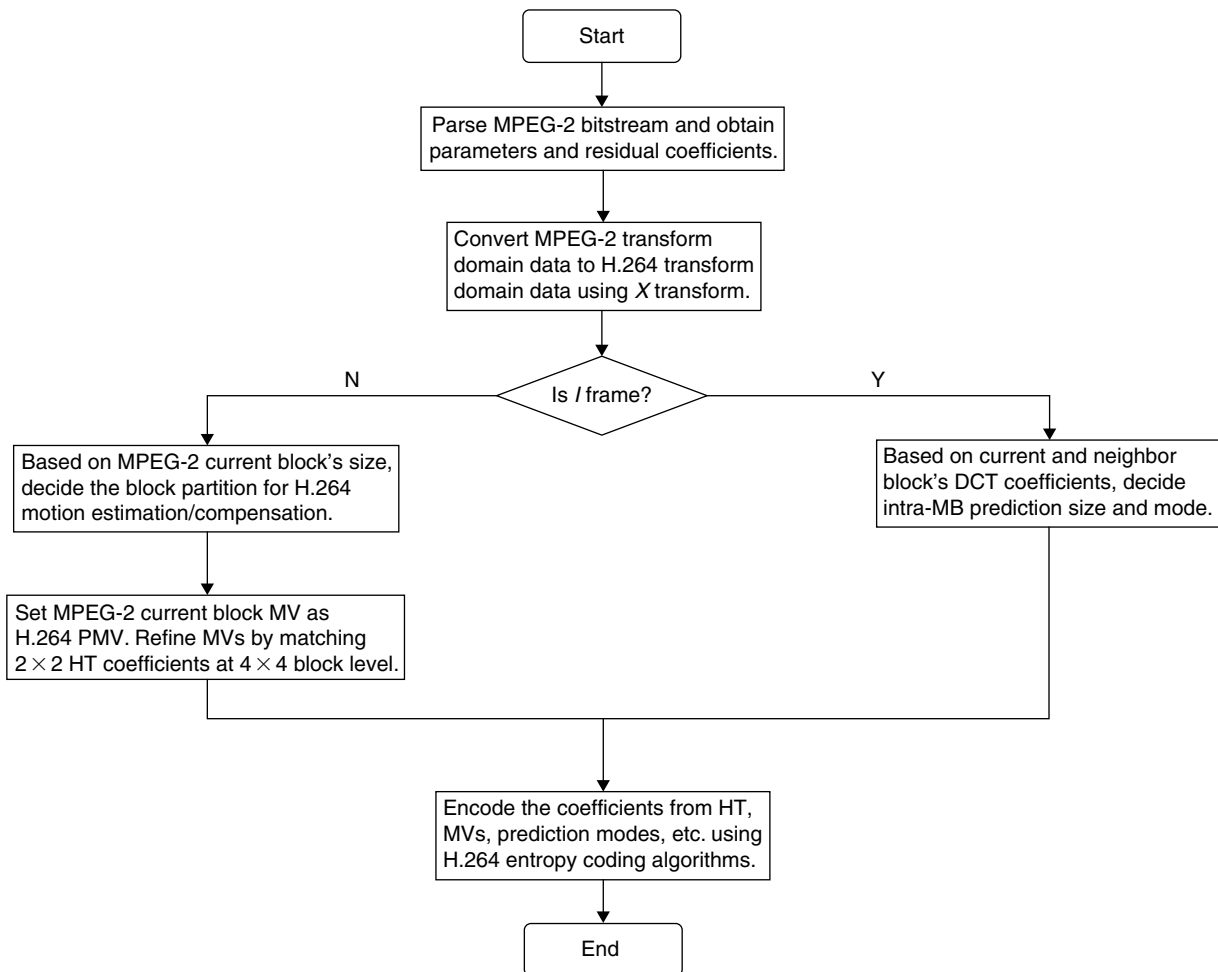 Start
Parse MPEG-2 bitstream and obtain
parameters and residual coefficients.
Convert MPEG-2 transform
domain data to H.264 transform
domain data using X transform.
Is I frame?
N
Y
Based on MPEG-2 current block's size,
decide the block partition for H.264
motion estimation/compensation.
Based on current and neighbor
block's DCT coefficients, decide
intra-MB prediction size and mode.
Set MPEG-2 current block MV as
H.264 PMV. Refine MVs by matching
2 × 2 HT coefficients at 4 × 4 block level.
Encode the coefficients from HT,
MVs, prediction modes, etc. using
H.264 entropy coding algorithms.
End